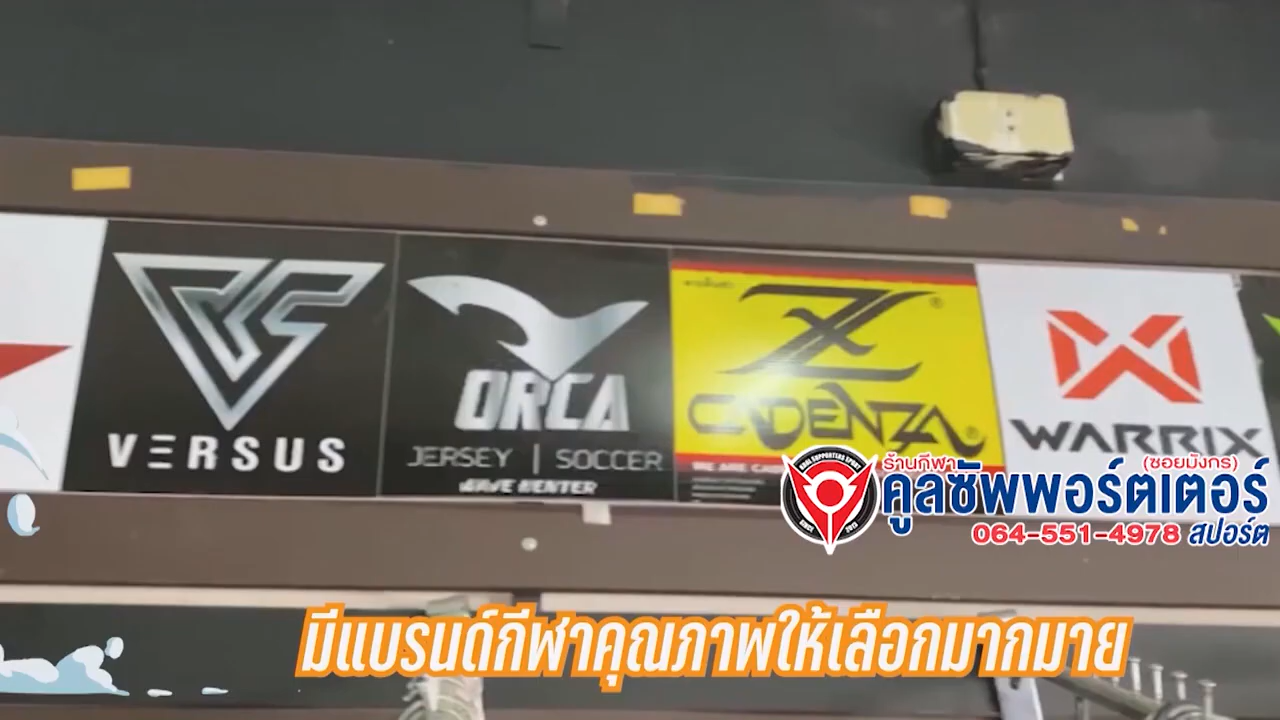 VERSUS
ORCA
JERSEY | SOCCER
CADENZA
®
WARRIX
ร้านกีฬา (ซอยมังกร)
คูลซัพพอร์ตเตอร์
064-551-4978 สปอร์ต
มีแบรนด์กีฬาคุณภาพให้เลือกมากมาย